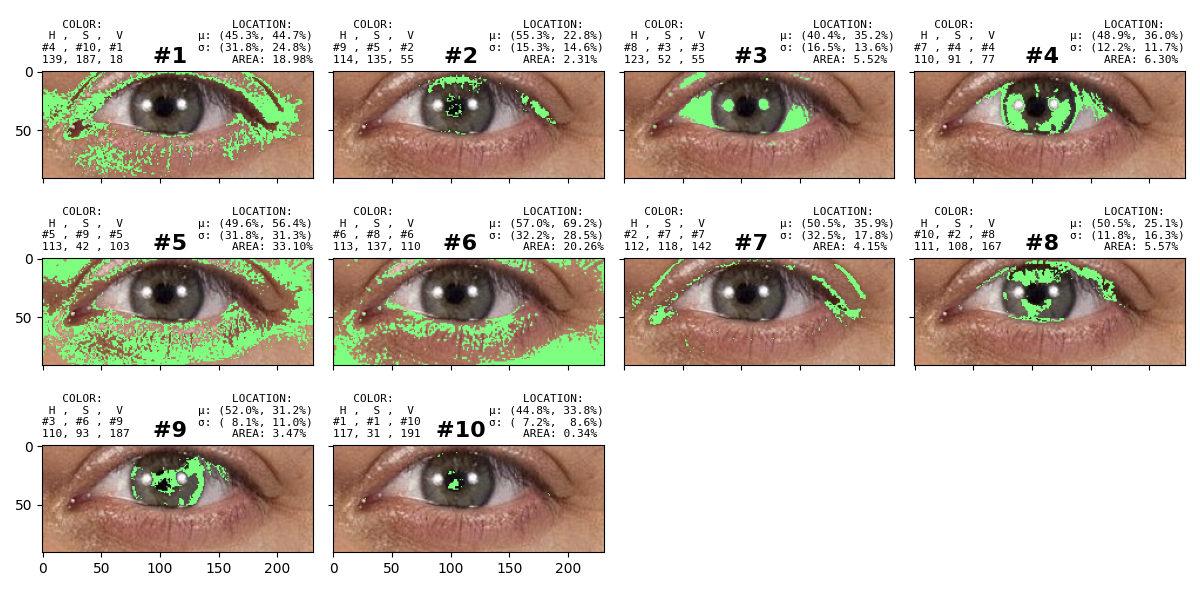 COLOR: LOCATION:
H , S , V μ: (45.3%, 44.7%)
#4 , #10, #1 σ: (31.8%, 24.8%)
139, 187, 18 #1 AREA: 18.98%
COLOR: LOCATION:
H , S , V μ: (55.3%, 22.8%)
#9 , #5 , #2 σ: (15.3%, 14.6%)
114, 135, 55 #2 AREA: 2.31%
COLOR: LOCATION:
H , S , V μ: (40.4%, 35.2%)
#8 , #3 , #3 σ: (16.5%, 13.6%)
123, 52 , 55 #3 AREA: 5.52%
COLOR: LOCATION:
H , S , V μ: (48.9%, 36.0%)
#7 , #4 , #4 σ: (12.2%, 11.7%)
110, 91 , 77 #4 AREA: 6.30%
0
50
COLOR: LOCATION:
H , S , V μ: (49.6%, 56.4%)
#5 , #9 , #5 σ: (31.8%, 31.3%)
113, 42 , 103 #5 AREA: 33.10%
COLOR: LOCATION:
H , S , V μ: (57.0%, 69.2%)
#6 , #8 , #6 σ: (32.2%, 28.5%)
113, 137, 110 #6 AREA: 20.26%
COLOR: LOCATION:
H , S , V μ: (50.5%, 35.9%)
#2 , #7 , #7 σ: (32.5%, 17.8%)
112, 118, 142 #7 AREA: 4.15%
COLOR: LOCATION:
H , S , V μ: (50.5%, 25.1%)
#10, #2 , #8 σ: (11.8%, 16.3%)
111, 108, 167 #8 AREA: 5.57%
0
50
COLOR: LOCATION:
H , S , V μ: (52.0%, 31.2%)
#3 , #6 , #9 σ: ( 8.1%, 11.0%)
110, 93 , 187 #9 AREA: 3.47%
COLOR: LOCATION:
H , S , V μ: (44.8%, 33.8%)
#1 , #1 , #10 σ: ( 7.2%, 8.6%)
117, 31 , 191 #10 AREA: 0.34%
0
50
0 50 100 150 200
0 50 100 150 200